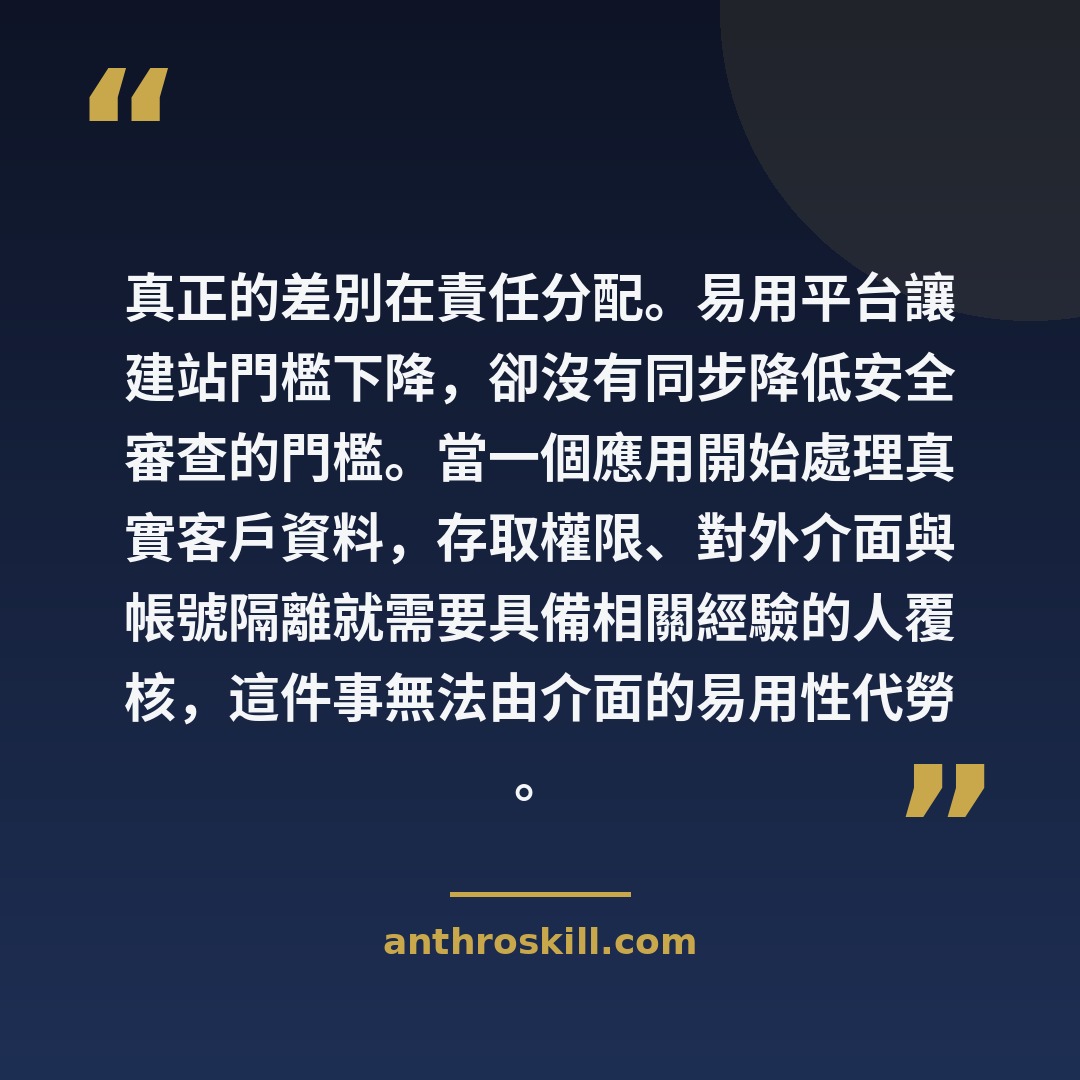 “
真正的差別在責任分配。易用平台讓
建站門檻下降，卻沒有同步降低安全
審查的門檻。當一個應用開始處理真
實客戶資料，存取權限、對外介面與
帳號隔離就需要具備相關經驗的人覆
核，這件事無法由介面的易用性代勞
。
”
anthroskill.com